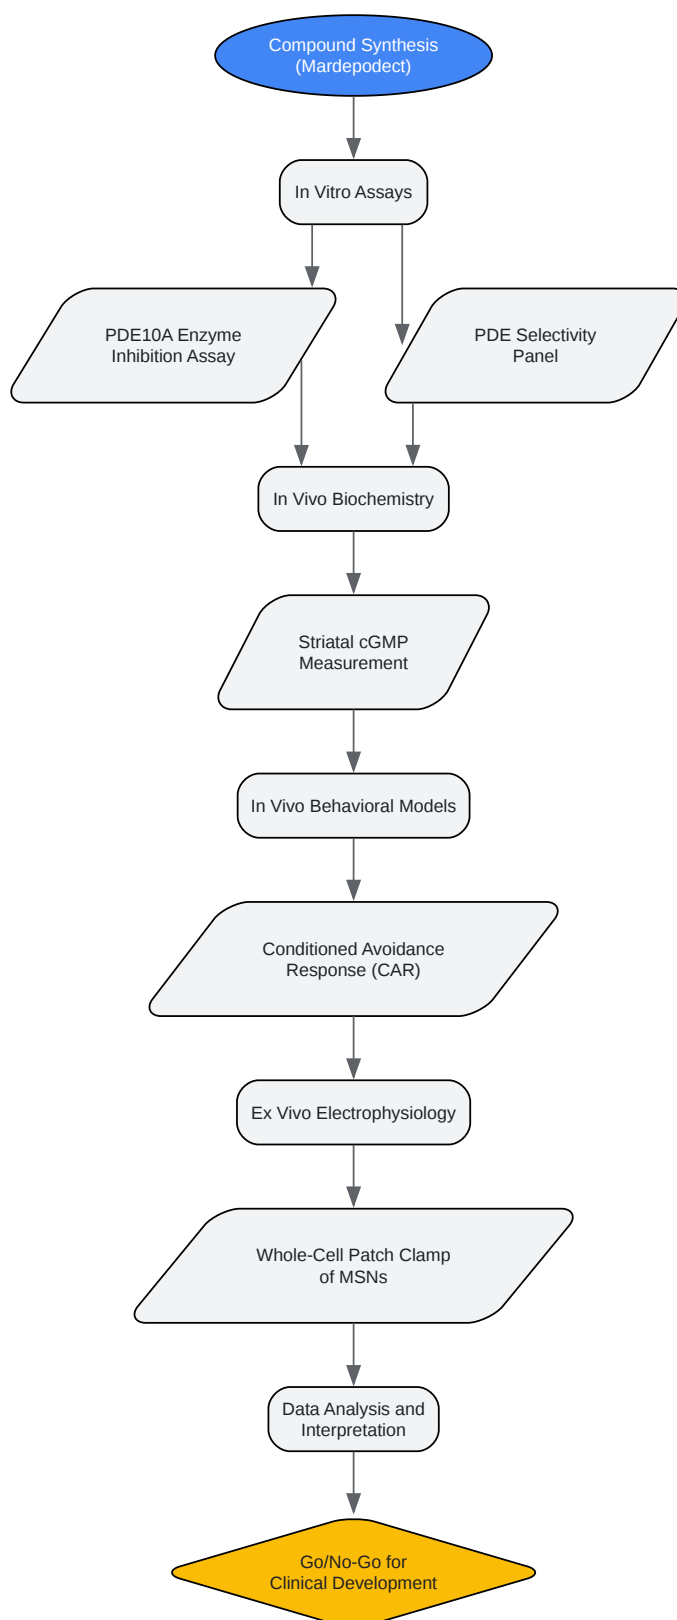 Compound Synthesis
(Mardepodect)
In Vitro Assays
PDE10A Enzyme
Inhibition Assay
PDE Selectivity
Panel
In Vivo Biochemistry
Striatal cGMP
Measurement
In Vivo Behavioral Models
Conditioned Avoidance
Response (CAR)
Ex Vivo Electrophysiology
Whole-Cell Patch Clamp
of MSNs
Data Analysis and
Interpretation
Go/No-Go for
Clinical Development